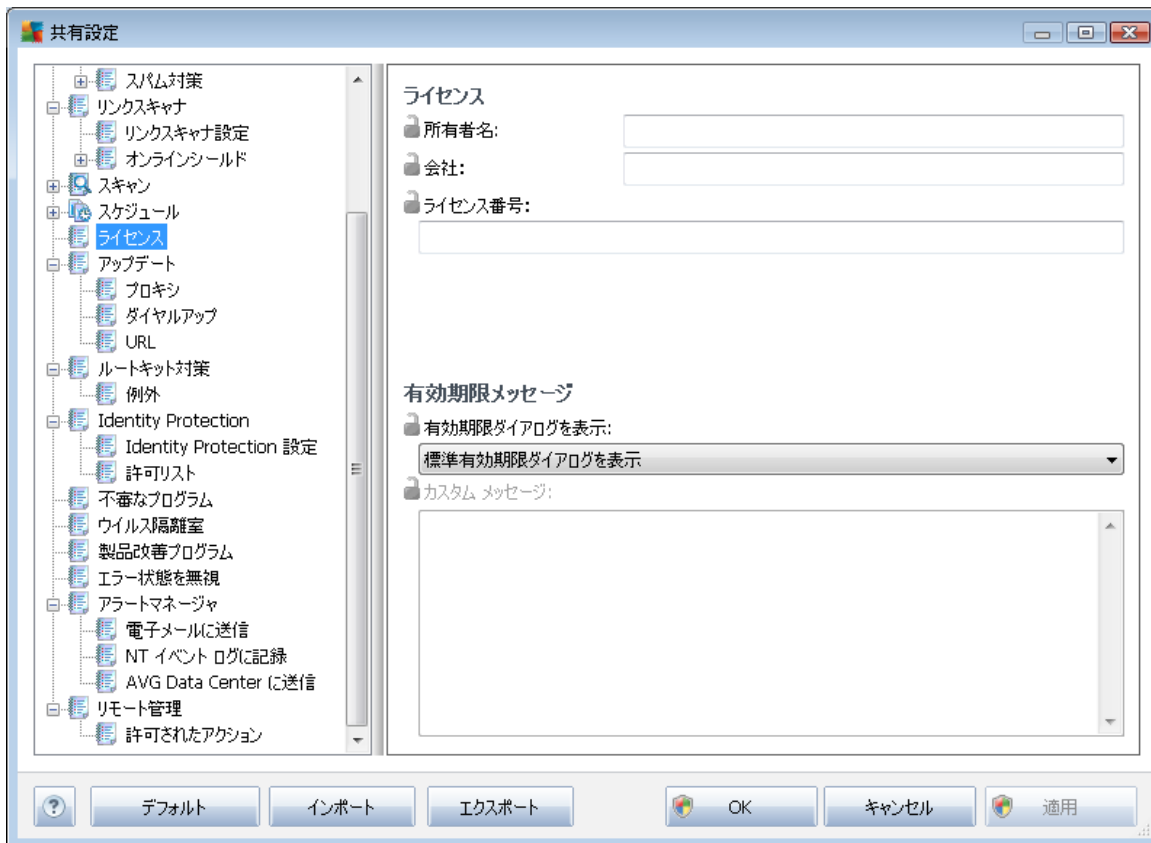 共有設定
スパム対策
リンクスキャナ
リンクスキャナ設定
オンラインシールド
スキャン
スケジュール
ライセンス
アップデート
プロキシ
ダイヤルアップ
URL
ルートキット対策
例外
Identity Protection
Identity Protection 設定
許可リスト
不審なプログラム
ウイルス隔離室
製品改善プログラム
エラー状態を無視
アラートマネージャ
電子メールに送信
NT イベント ログに記録
AVG Data Center に送信
リモート管理
許可されたアクション
ライセンス
所有者名:
会社:
ライセンス番号:
有効期限メッセージ
有効期限ダイアログを表示:
標準有効期限ダイアログを表示
カスタム メッセージ:
? デフォルト インポート エクスポート OK キャンセル 適用